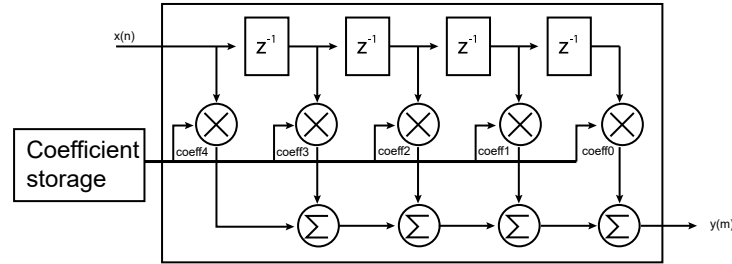 x(n)
z-1
z-1
z-1
z-1
Coefficient
storage
coeff4
coeff3
coeff2
coeff1
coeff0
Σ
Σ
Σ
Σ
y(m)